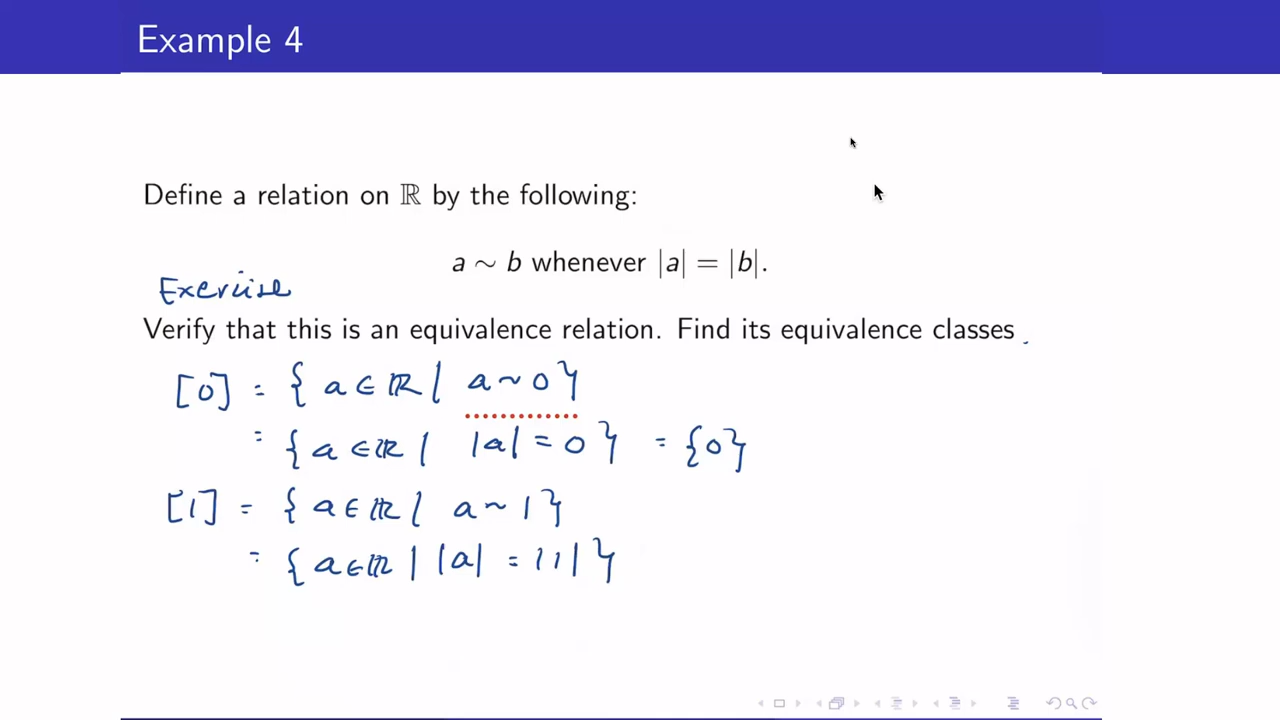 Example 4
Define a relation on ℝ by the following:
a ∼ b whenever |a| = |b|.
Exercise
Verify that this is an equivalence relation. Find its equivalence classes.
[0] = { a ∈ ℝ | a ~ 0 }
= { a ∈ ℝ | |a| = 0 } = {0}
[1] = { a ∈ ℝ | a ~ 1 }
= { a ∈ ℝ | |a| = |1| }